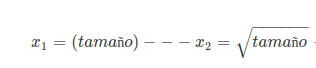 x₁ = (tamaño) − − − x₂ = √tamaño